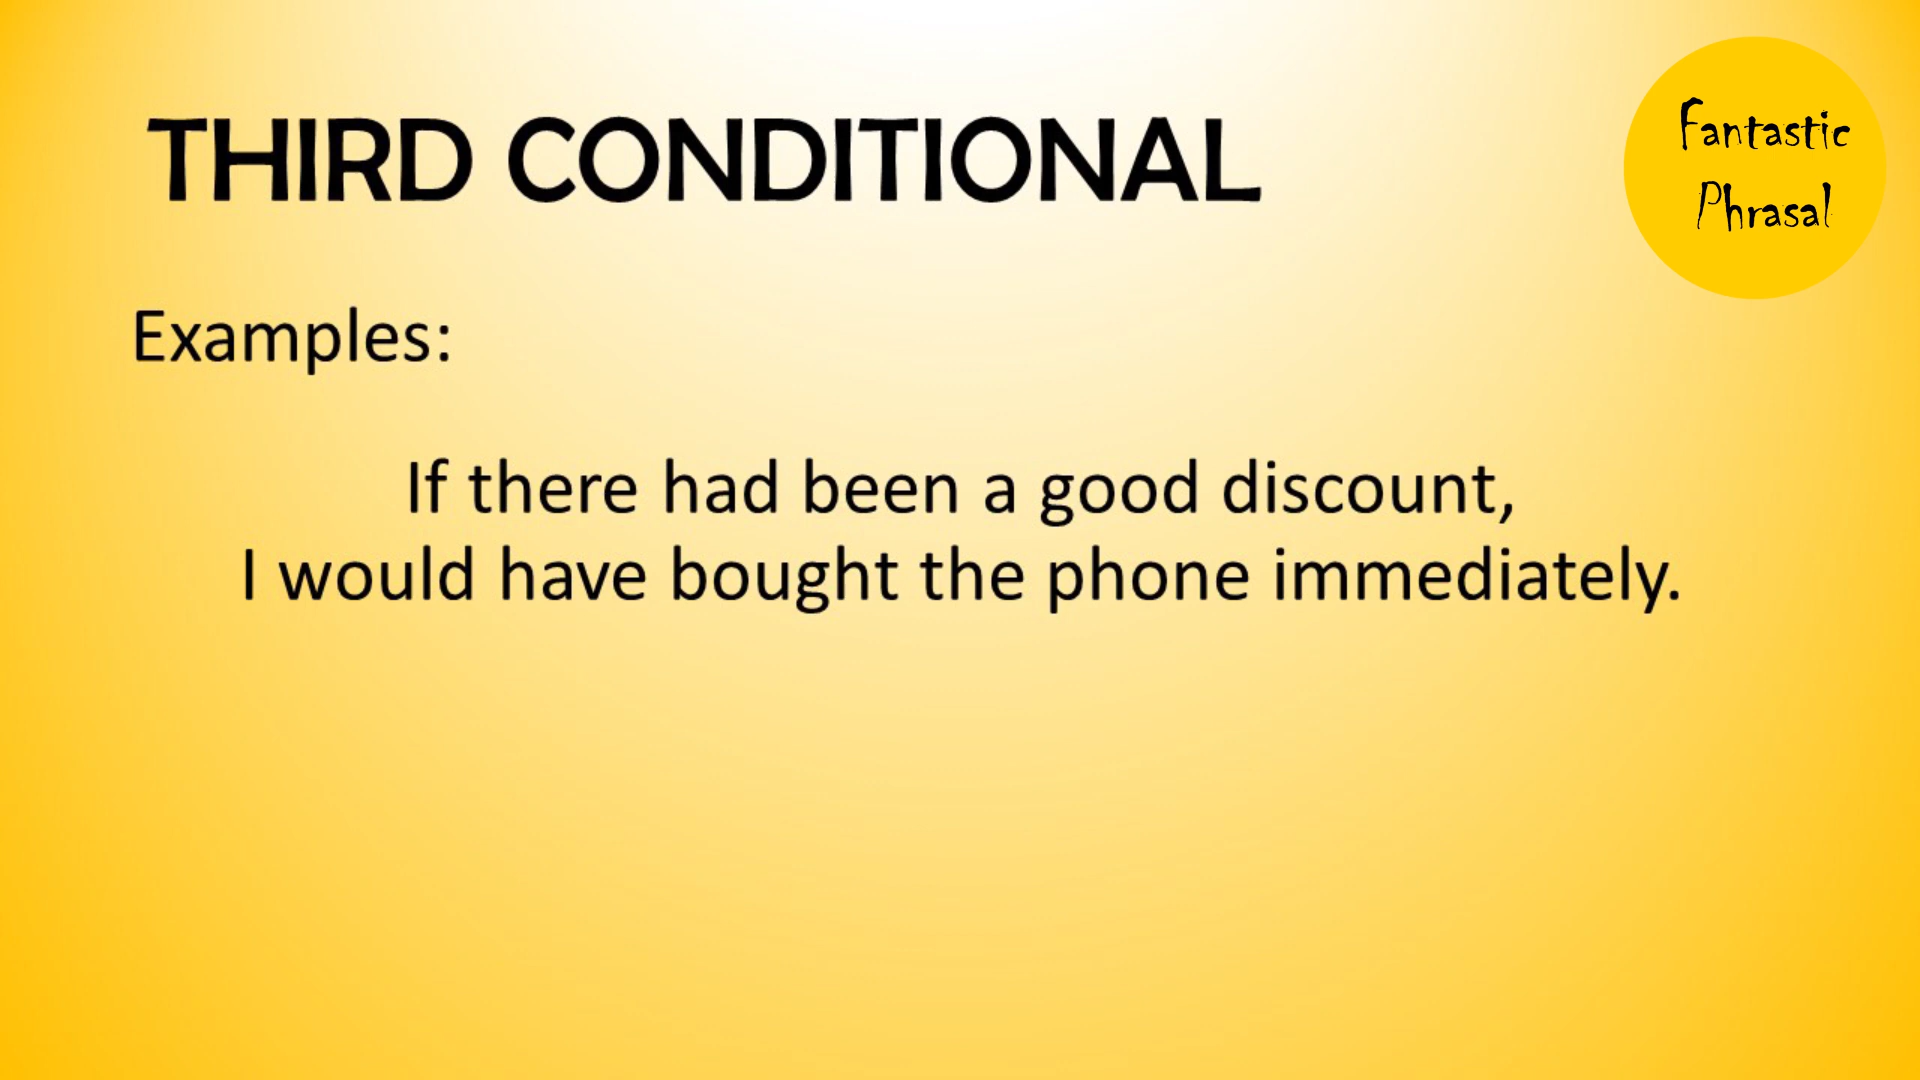 THIRD CONDITIONAL
Fantastic
Phrasal
Examples:
If there had been a good discount,
I would have bought the phone immediately.